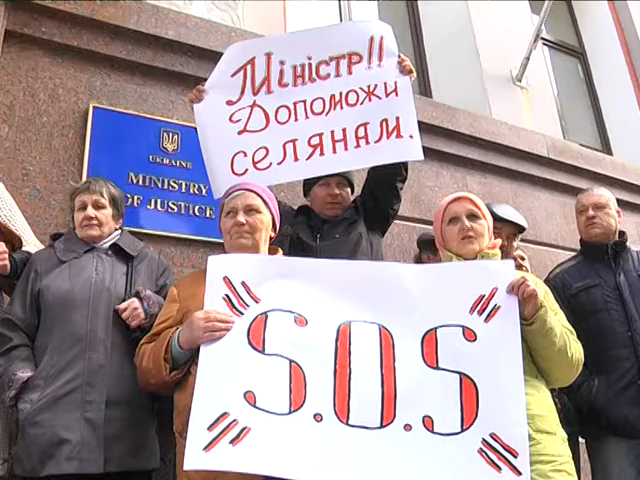 Міністр!!
Допоможи
селянам.
UKRAINE
MINISTRY
OF JUSTICE
S.O.S